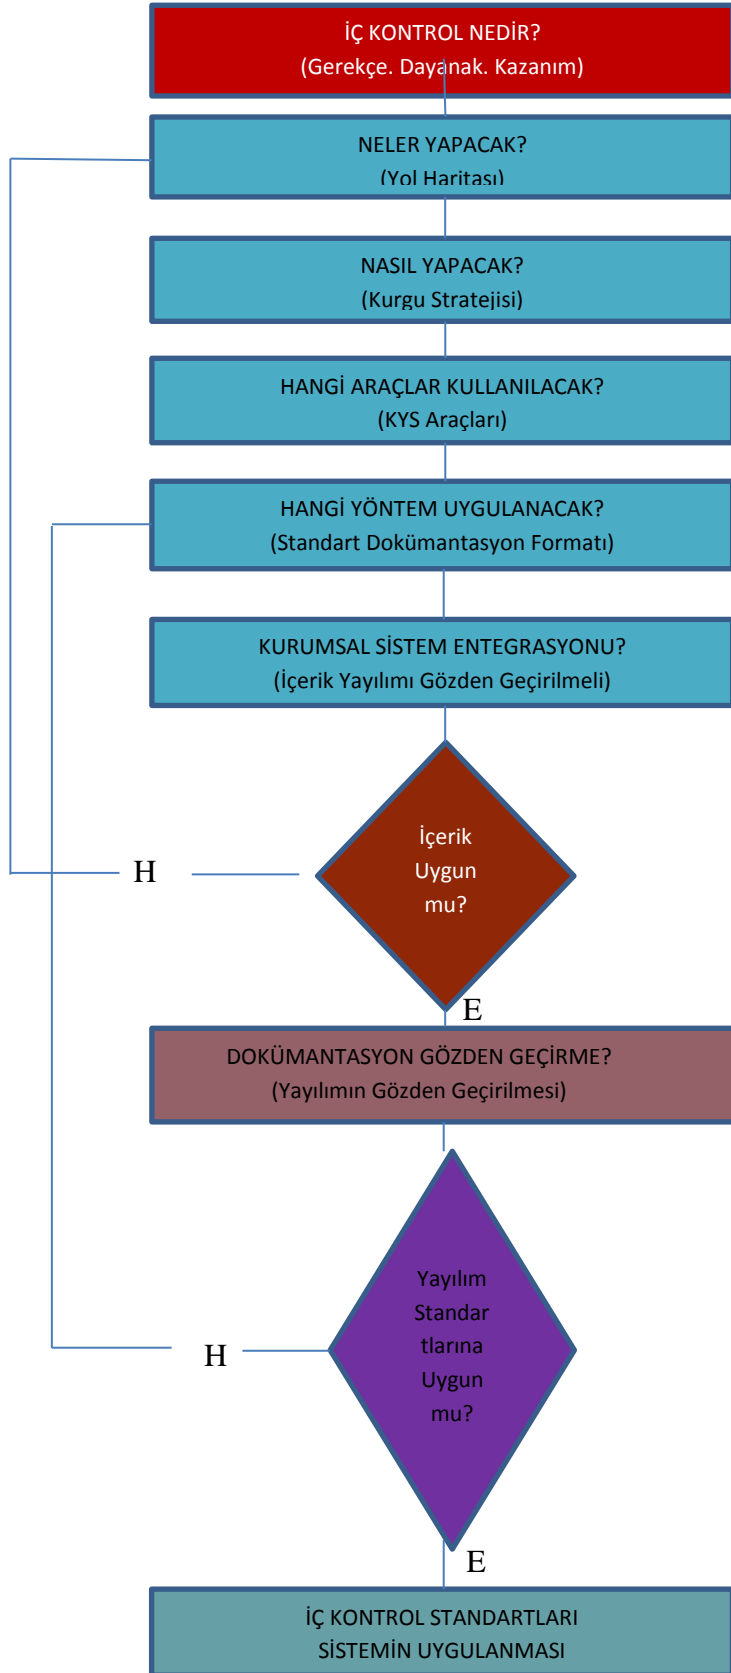 İÇ KONTROL NEDİR?
(Gerekçe. Dayanak. Kazanım)
NELER YAPACAK?
(Yol Haritası)
NASIL YAPACAK?
(Kurgu Stratejisi)
HANGİ ARAÇLAR KULLANILACAK?
(KYS Araçları)
HANGİ YÖNTEM UYGULANACAK?
(Standart Dokümantasyon Formatı)
KURUMSAL SİSTEM ENTEGRASYONU?
(İçerik Yayılımı Gözden Geçirilmeli)
İçerik
Uygun
mu?
H
E
DOKÜMANTASYON GÖZDEN GEÇİRME?
(Yayılımın Gözden Geçirilmesi)
Yayılım
Standar
tlarına
Uygun
mu?
H
E
İÇ KONTROL STANDARTLARI
SİSTEMİN UYGULANMASI